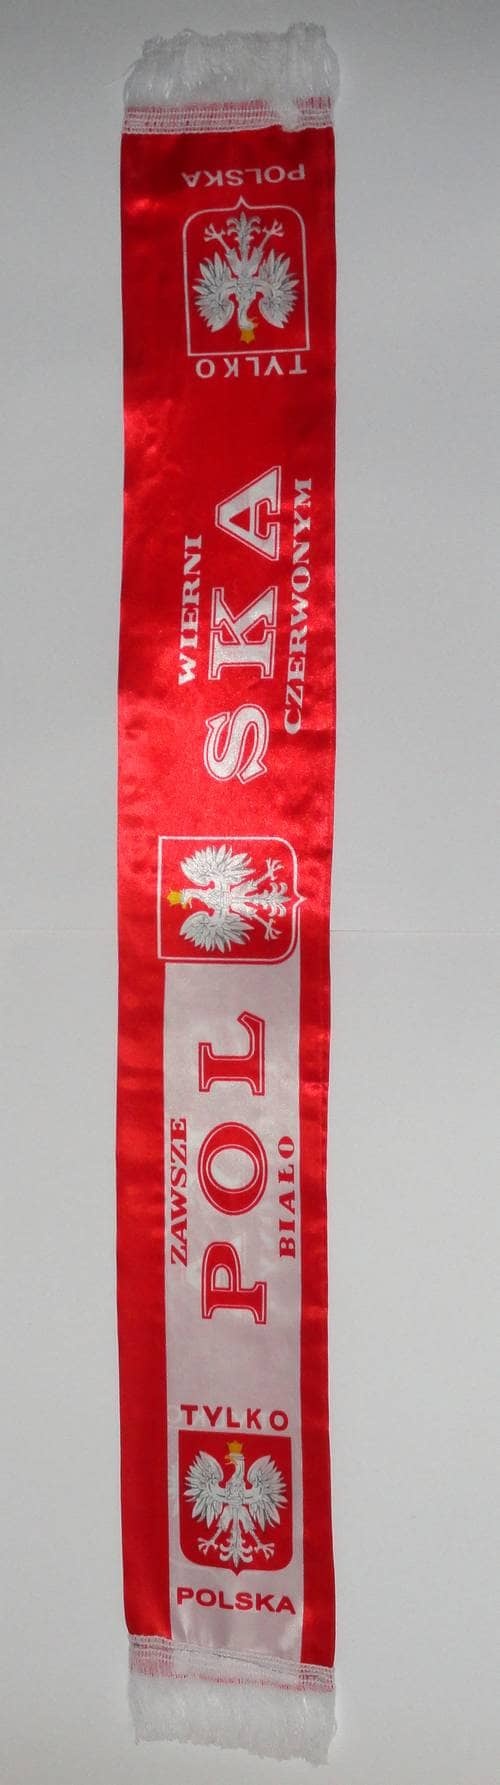 TYLKO
POLSKA
ZAWSZE WIERNI
POLSKA
BIAŁO CZERWONYM
TYLKO
POLSKA